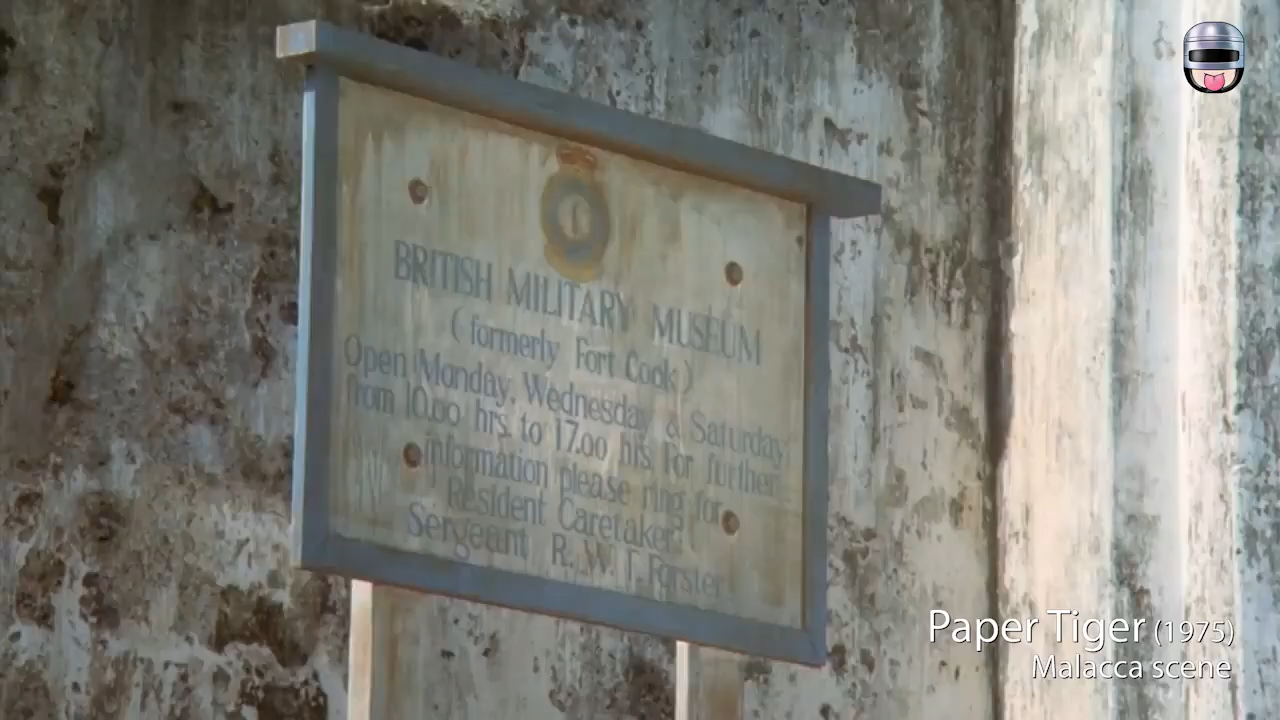 BRITISH MILITARY MUSEUM
(formerly Fort Cook)
Open Monday, Wednesday & Saturday
from 10.00 hrs. to 17.00 hrs. For further
information please ring for
Resident Caretaker
Sergeant R. W. T. Forster
Paper Tiger (1975)
Malacca scene